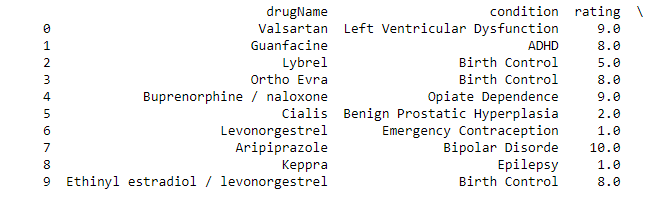 drugName condition rating \
0 Valsartan Left Ventricular Dysfunction 9.0
1 Guanfacine ADHD 8.0
2 Lybrel Birth Control 5.0
3 Ortho Evra Birth Control 8.0
4 Buprenorphine / naloxone Opiate Dependence 9.0
5 Cialis Benign Prostatic Hyperplasia 2.0
6 Levonorgestrel Emergency Contraception 1.0
7 Aripiprazole Bipolar Disorde 10.0
8 Keppra Epilepsy 1.0
9 Ethinyl estradiol / levonorgestrel Birth Control 8.0